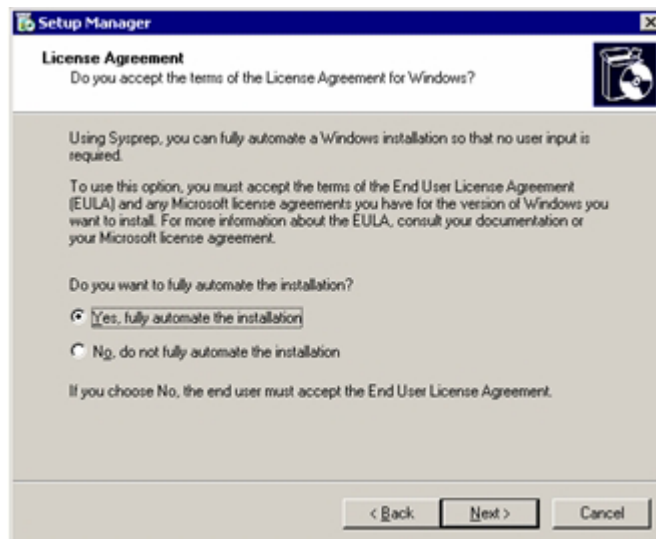 Setup Manager
License Agreement
Do you accept the terms of the License Agreement for Windows?
Using Sysprep, you can fully automate a Windows installation so that no user input is
required.
To use this option, you must accept the terms of the End User License Agreement
(EULA) and any Microsoft license agreements you have for the version of Windows you
want to install. For more information about the EULA, consult your documentation or
your Microsoft license agreement.
Do you want to fully automate the installation?
Yes, fully automate the installation
No, do not fully automate the installation
If you choose No, the end user must accept the End User License Agreement.
< Back
Next >
Cancel